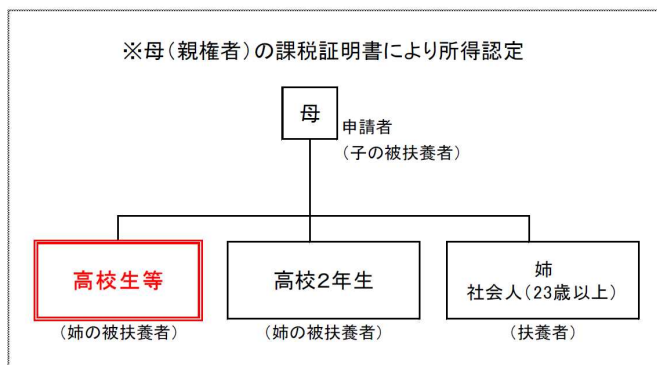 ※母(親権者)の課税証明書により所得認定
母
申請者
(子の被扶養者)
高校生等
高校2年生
姉
社会人(23歳以上)
(姉の被扶養者)
(姉の被扶養者)
(扶養者)